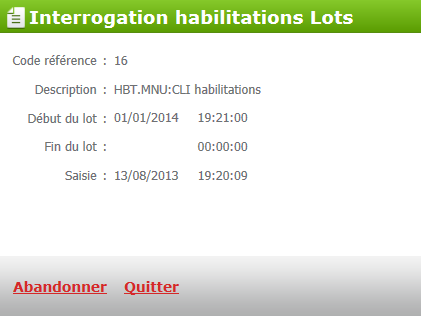 Interrogation habilitations Lots
Code référence : 16
Description : HBT.MNU:CLI habilitations
Début du lot : 01/01/2014 19:21:00
Fin du lot : 00:00:00
Saisie : 13/08/2013 19:20:09
Abandonner Quitter